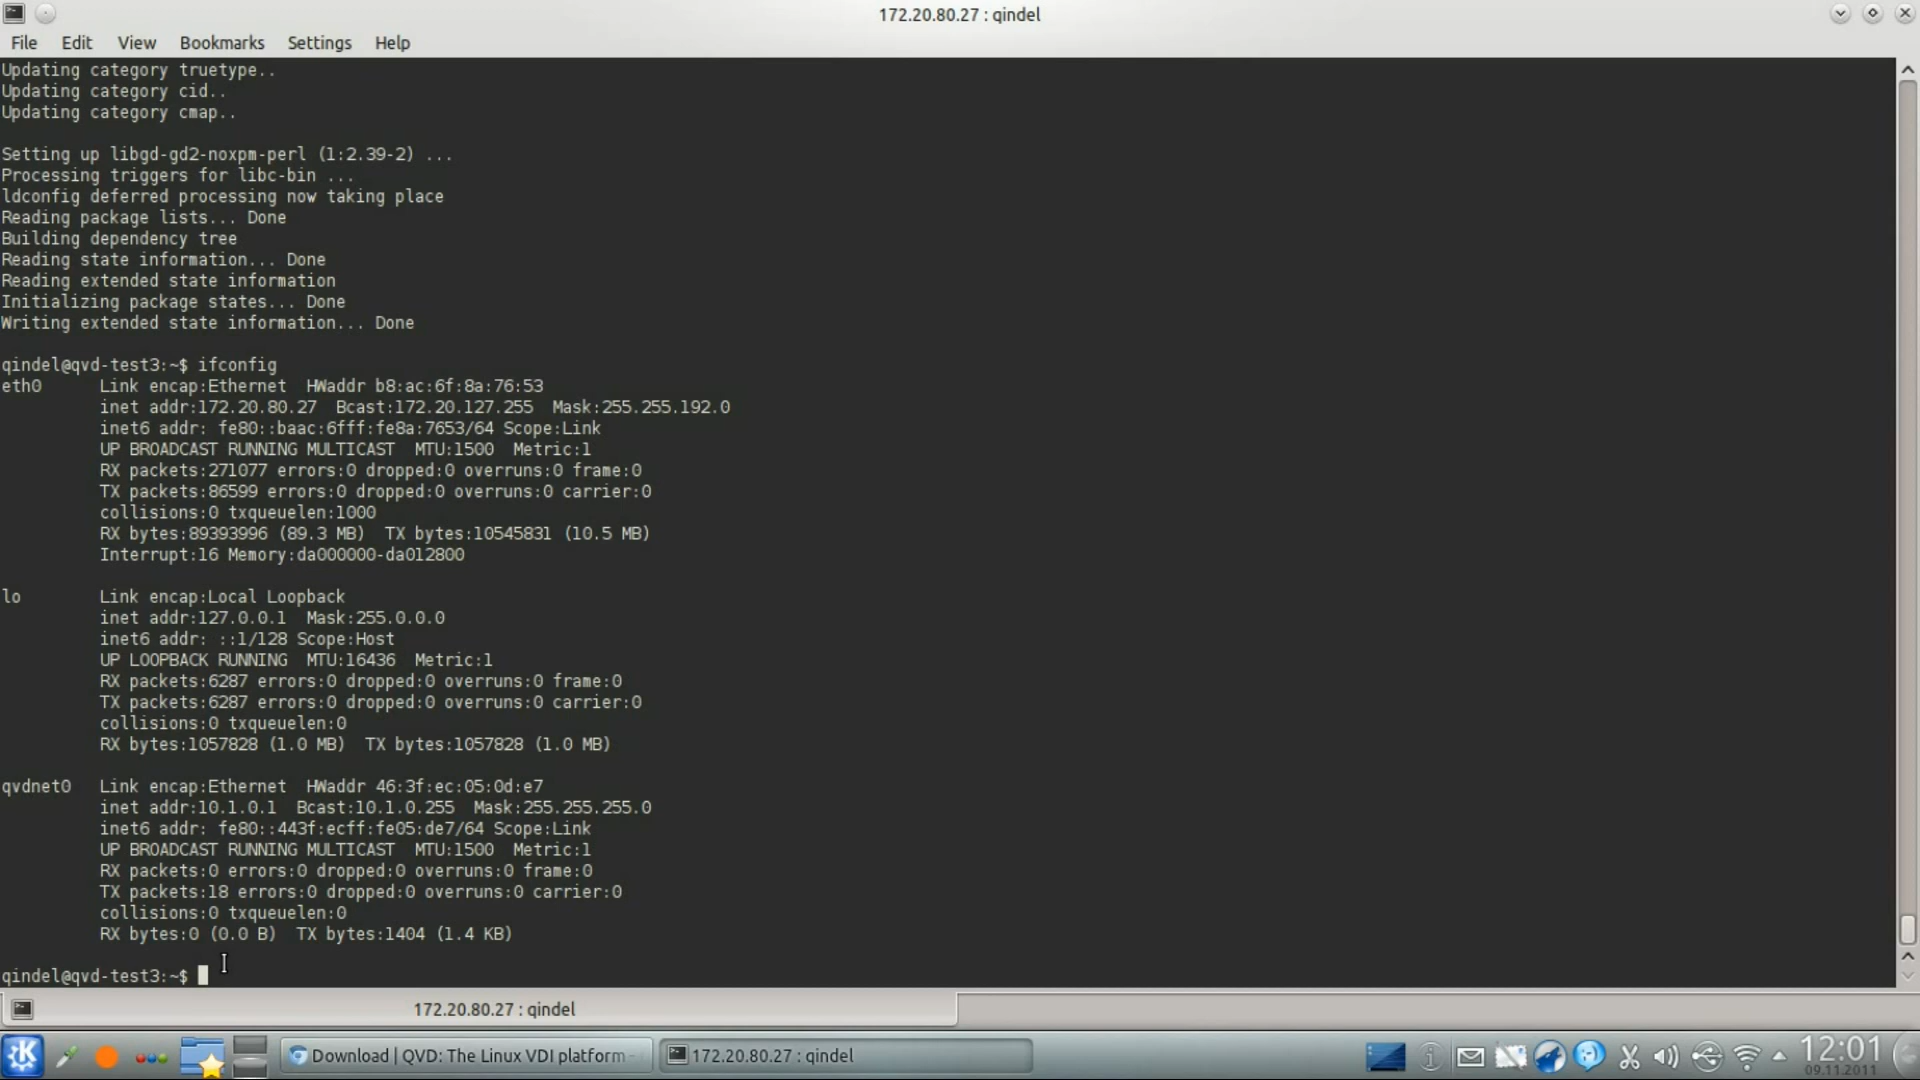 172.20.80.27 : qindel
File Edit View Bookmarks Settings Help
Updating category truetype..
Updating category cid..
Updating category cmap..
Setting up libgd-gd2-noxpm-perl (1:2.39-2) ...
Processing triggers for libc-bin ...
ldconfig deferred processing now taking place
Reading package lists... Done
Building dependency tree
Reading state information... Done
Reading extended state information
Initializing package states... Done
Writing extended state information... Done
qindel@qvd-test3:~$ ifconfig
eth0 Link encap:Ethernet HWaddr b8:ac:6f:8a:76:53
inet addr:172.20.80.27 Bcast:172.20.127.255 Mask:255.255.192.0
inet6 addr: fe80::baac:6fff:fe8a:7653/64 Scope:Link
UP BROADCAST RUNNING MULTICAST MTU:1500 Metric:1
RX packets:271077 errors:0 dropped:0 overruns:0 frame:0
TX packets:86599 errors:0 dropped:0 overruns:0 carrier:0
collisions:0 txqueuelen:1000
RX bytes:89393996 (89.3 MB) TX bytes:10545831 (10.5 MB)
Interrupt:16 Memory:da000000-da012800
lo Link encap:Local Loopback
inet addr:127.0.0.1 Mask:255.0.0.0
inet6 addr: ::1/128 Scope:Host
UP LOOPBACK RUNNING MTU:16436 Metric:1
RX packets:6287 errors:0 dropped:0 overruns:0 frame:0
TX packets:6287 errors:0 dropped:0 overruns:0 carrier:0
collisions:0 txqueuelen:0
RX bytes:1057828 (1.0 MB) TX bytes:1057828 (1.0 MB)
qvdnet0 Link encap:Ethernet HWaddr 46:3f:ec:05:0d:e7
inet addr:10.1.0.1 Bcast:10.1.0.255 Mask:255.255.255.0
inet6 addr: fe80::443f:ecff:fe05:de7/64 Scope:Link
UP BROADCAST RUNNING MULTICAST MTU:1500 Metric:1
RX packets:0 errors:0 dropped:0 overruns:0 frame:0
TX packets:18 errors:0 dropped:0 overruns:0 carrier:0
collisions:0 txqueuelen:0
RX bytes:0 (0.0 B) TX bytes:1404 (1.4 KB)
qindel@qvd-test3:~$
172.20.80.27 : qindel
Download | QVD: The Linux VDI platform - 172.20.80.27 : qindel 12:01
09.11.2011